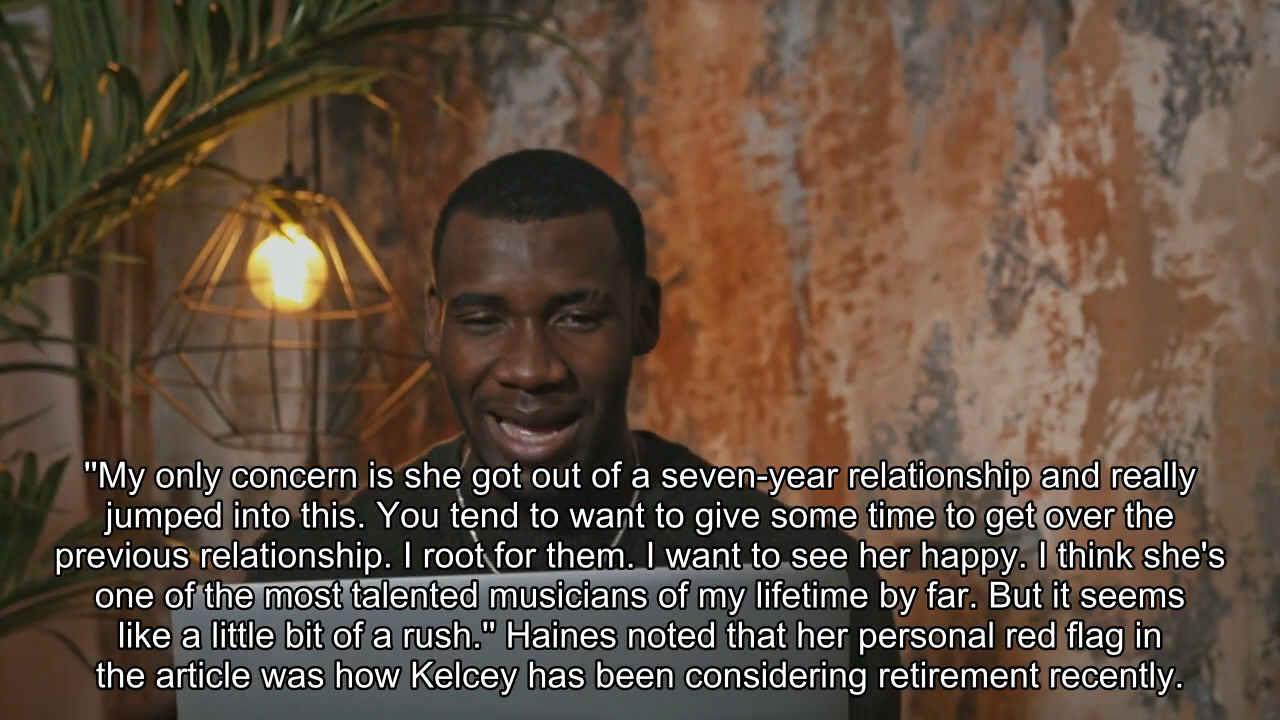 "My only concern is she got out of a seven-year relationship and really
jumped into this. You tend to want to give some time to get over the
previous relationship. I root for them. I want to see her happy. I think she's
one of the most talented musicians of my lifetime by far. But it seems
like a little bit of a rush." Haines noted that her personal red flag in
the article was how Kelcey has been considering retirement recently.